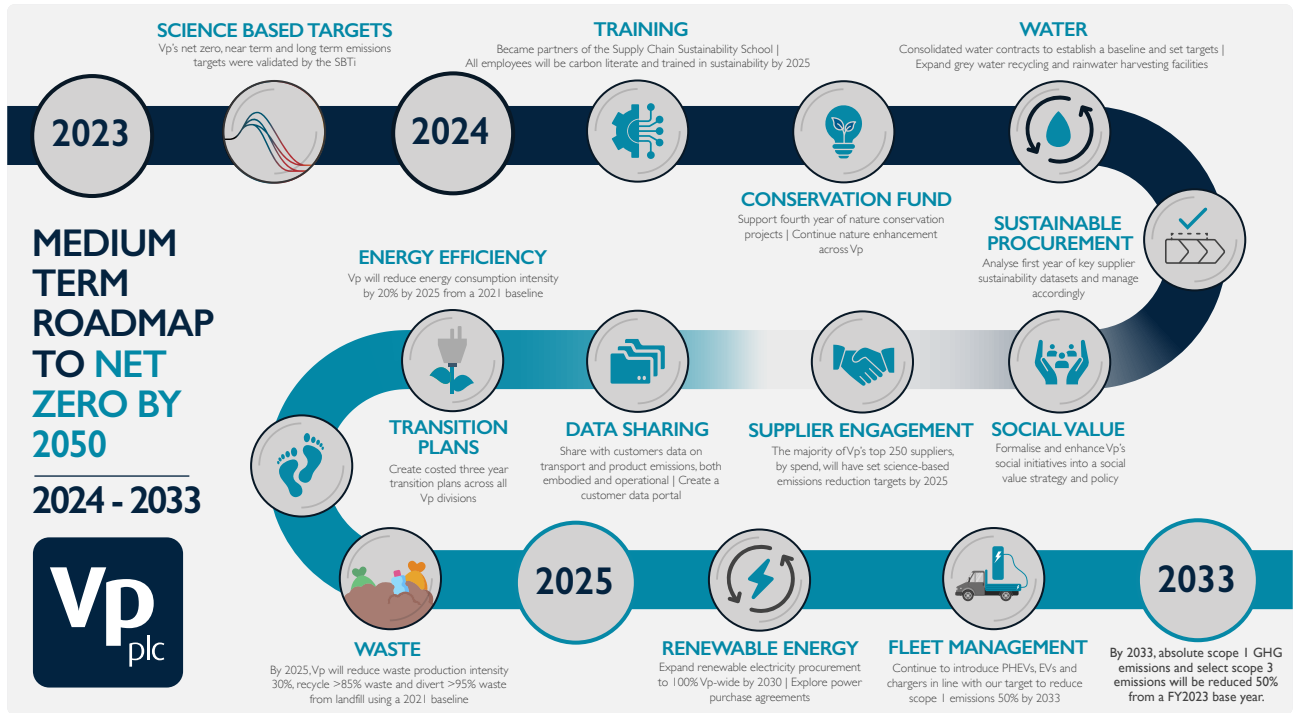 SCIENCE BASED TARGETS
Vp's net zero, near term and long term emissions
targets were validated by the SBTi
TRAINING
Became partners of the Supply Chain Sustainability School |
All employees will be carbon literate and trained in sustainability by 2025
WATER
Consolidated water contracts to establish a baseline and set targets |
Expand grey water recycling and rainwater harvesting facilities
2023
2024
CONSERVATION FUND
Support fourth year of nature conservation
projects | Continue nature enhancement
across Vp
SUSTAINABLE
PROCUREMENT
Analyse first year of key supplier
sustainability datasets and manage
accordingly
MEDIUM
TERM
ROADMAP
TO NET
ZERO BY
2050
2024 - 2033
Vp
plc
ENERGY EFFICIENCY
Vp will reduce energy consumption intensity
by 20% by 2025 from a 2021 baseline
TRANSITION
PLANS
Create costed three year
transition plans across all
Vp divisions
DATA SHARING
Share with customers data on
transport and product emissions, both
embodied and operational | Create a
customer data portal
SUPPLIER ENGAGEMENT
The majority of Vp's top 250 suppliers,
by spend, will have set science-based
emissions reduction targets by 2025
SOCIAL VALUE
Formalise and enhance Vp's
social initiatives into a social
value strategy and policy
2025
2033
WASTE
By 2025, Vp will reduce waste production intensity
30%, recycle >85% waste and divert >95% waste
from landfill using a 2021 baseline
RENEWABLE ENERGY
Expand renewable electricity procurement
to 100% Vp-wide by 2030 | Explore power
purchase agreements
FLEET MANAGEMENT
Continue to introduce PHEVs, EVs and
chargers in line with our target to reduce
scope 1 emissions 50% by 2033
By 2033, absolute scope 1 GHG
emissions and select scope 3
emissions will be reduced 50%
from a FY2023 base year.